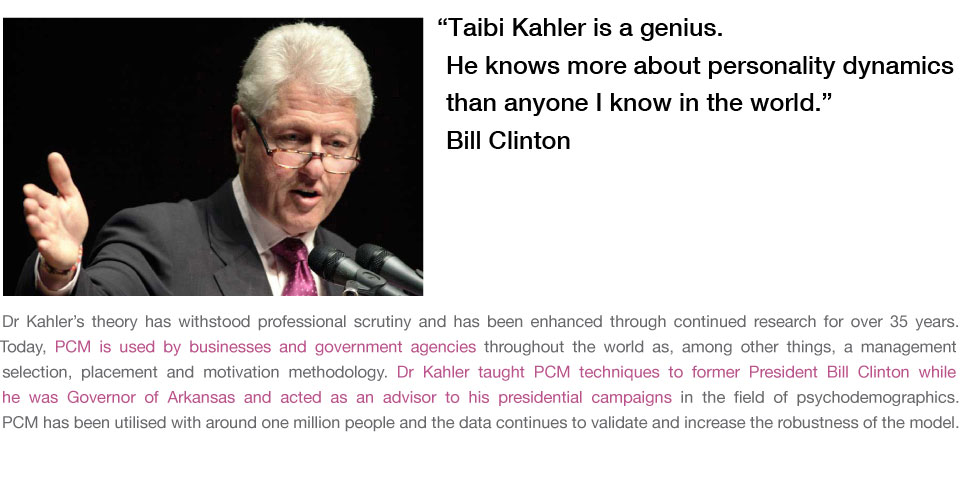 “Taibi Kahler is a genius.
He knows more about personality dynamics
than anyone I know in the world.”
Bill Clinton
Dr Kahler’s theory has withstood professional scrutiny and has been enhanced through continued research for over 35 years.
Today, PCM is used by businesses and government agencies throughout the world as, among other things, a management
selection, placement and motivation methodology. Dr Kahler taught PCM techniques to former President Bill Clinton while
he was Governor of Arkansas and acted as an advisor to his presidential campaigns in the field of psychodemographics.
PCM has been utilised with around one million people and the data continues to validate and increase the robustness of the model.